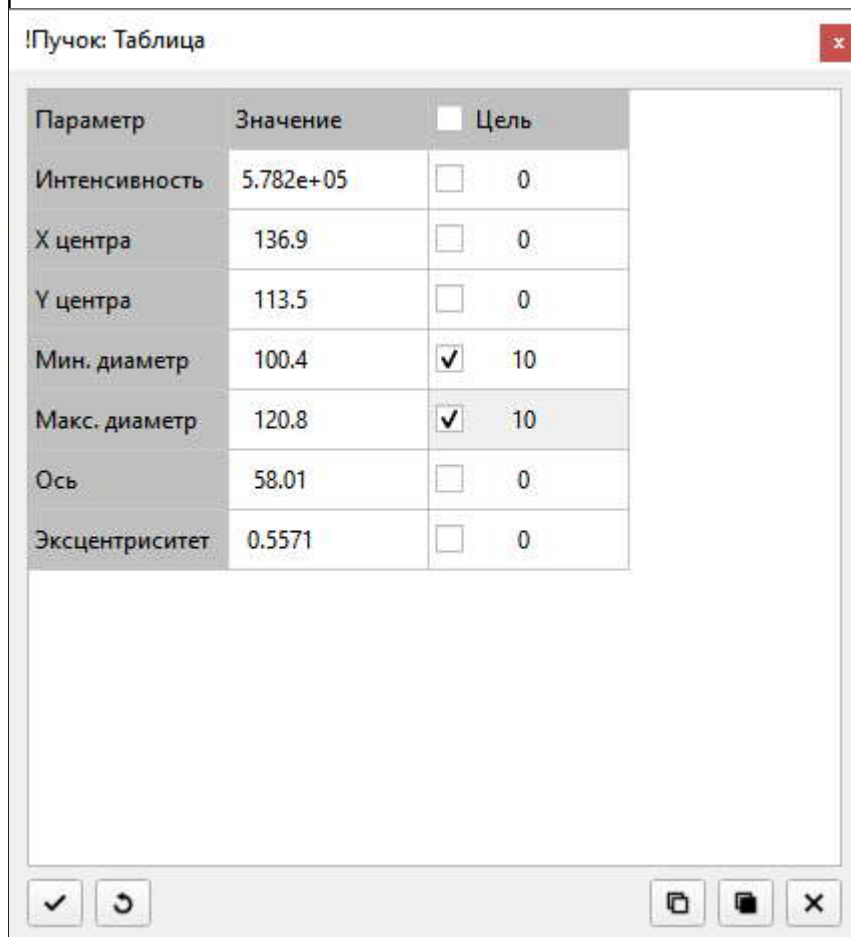 !Пучок: Таблица
Параметр Значение Цель
Интенсивность 5.782e+05 0
X центра 136.9 0
Y центра 113.5 0
Мин. диаметр 100.4 10
Макс. диаметр 120.8 10
Ось 58.01 0
Эксцентриситет 0.5571 0